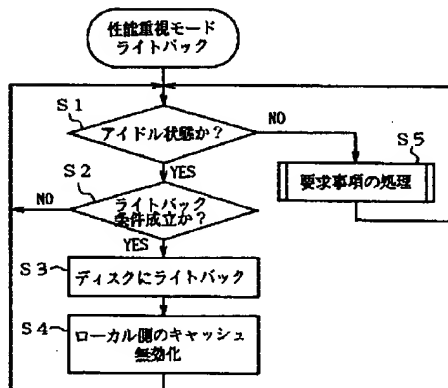 性能重視モード
ライトバック
S1
アイドル状態か?
NO
S5
要求事項の処理
YES
S2
ライトバック
条件成立か?
NO
YES
S3
ディスクにライトバック
S4
ローカル側のキャッシュ
無効化